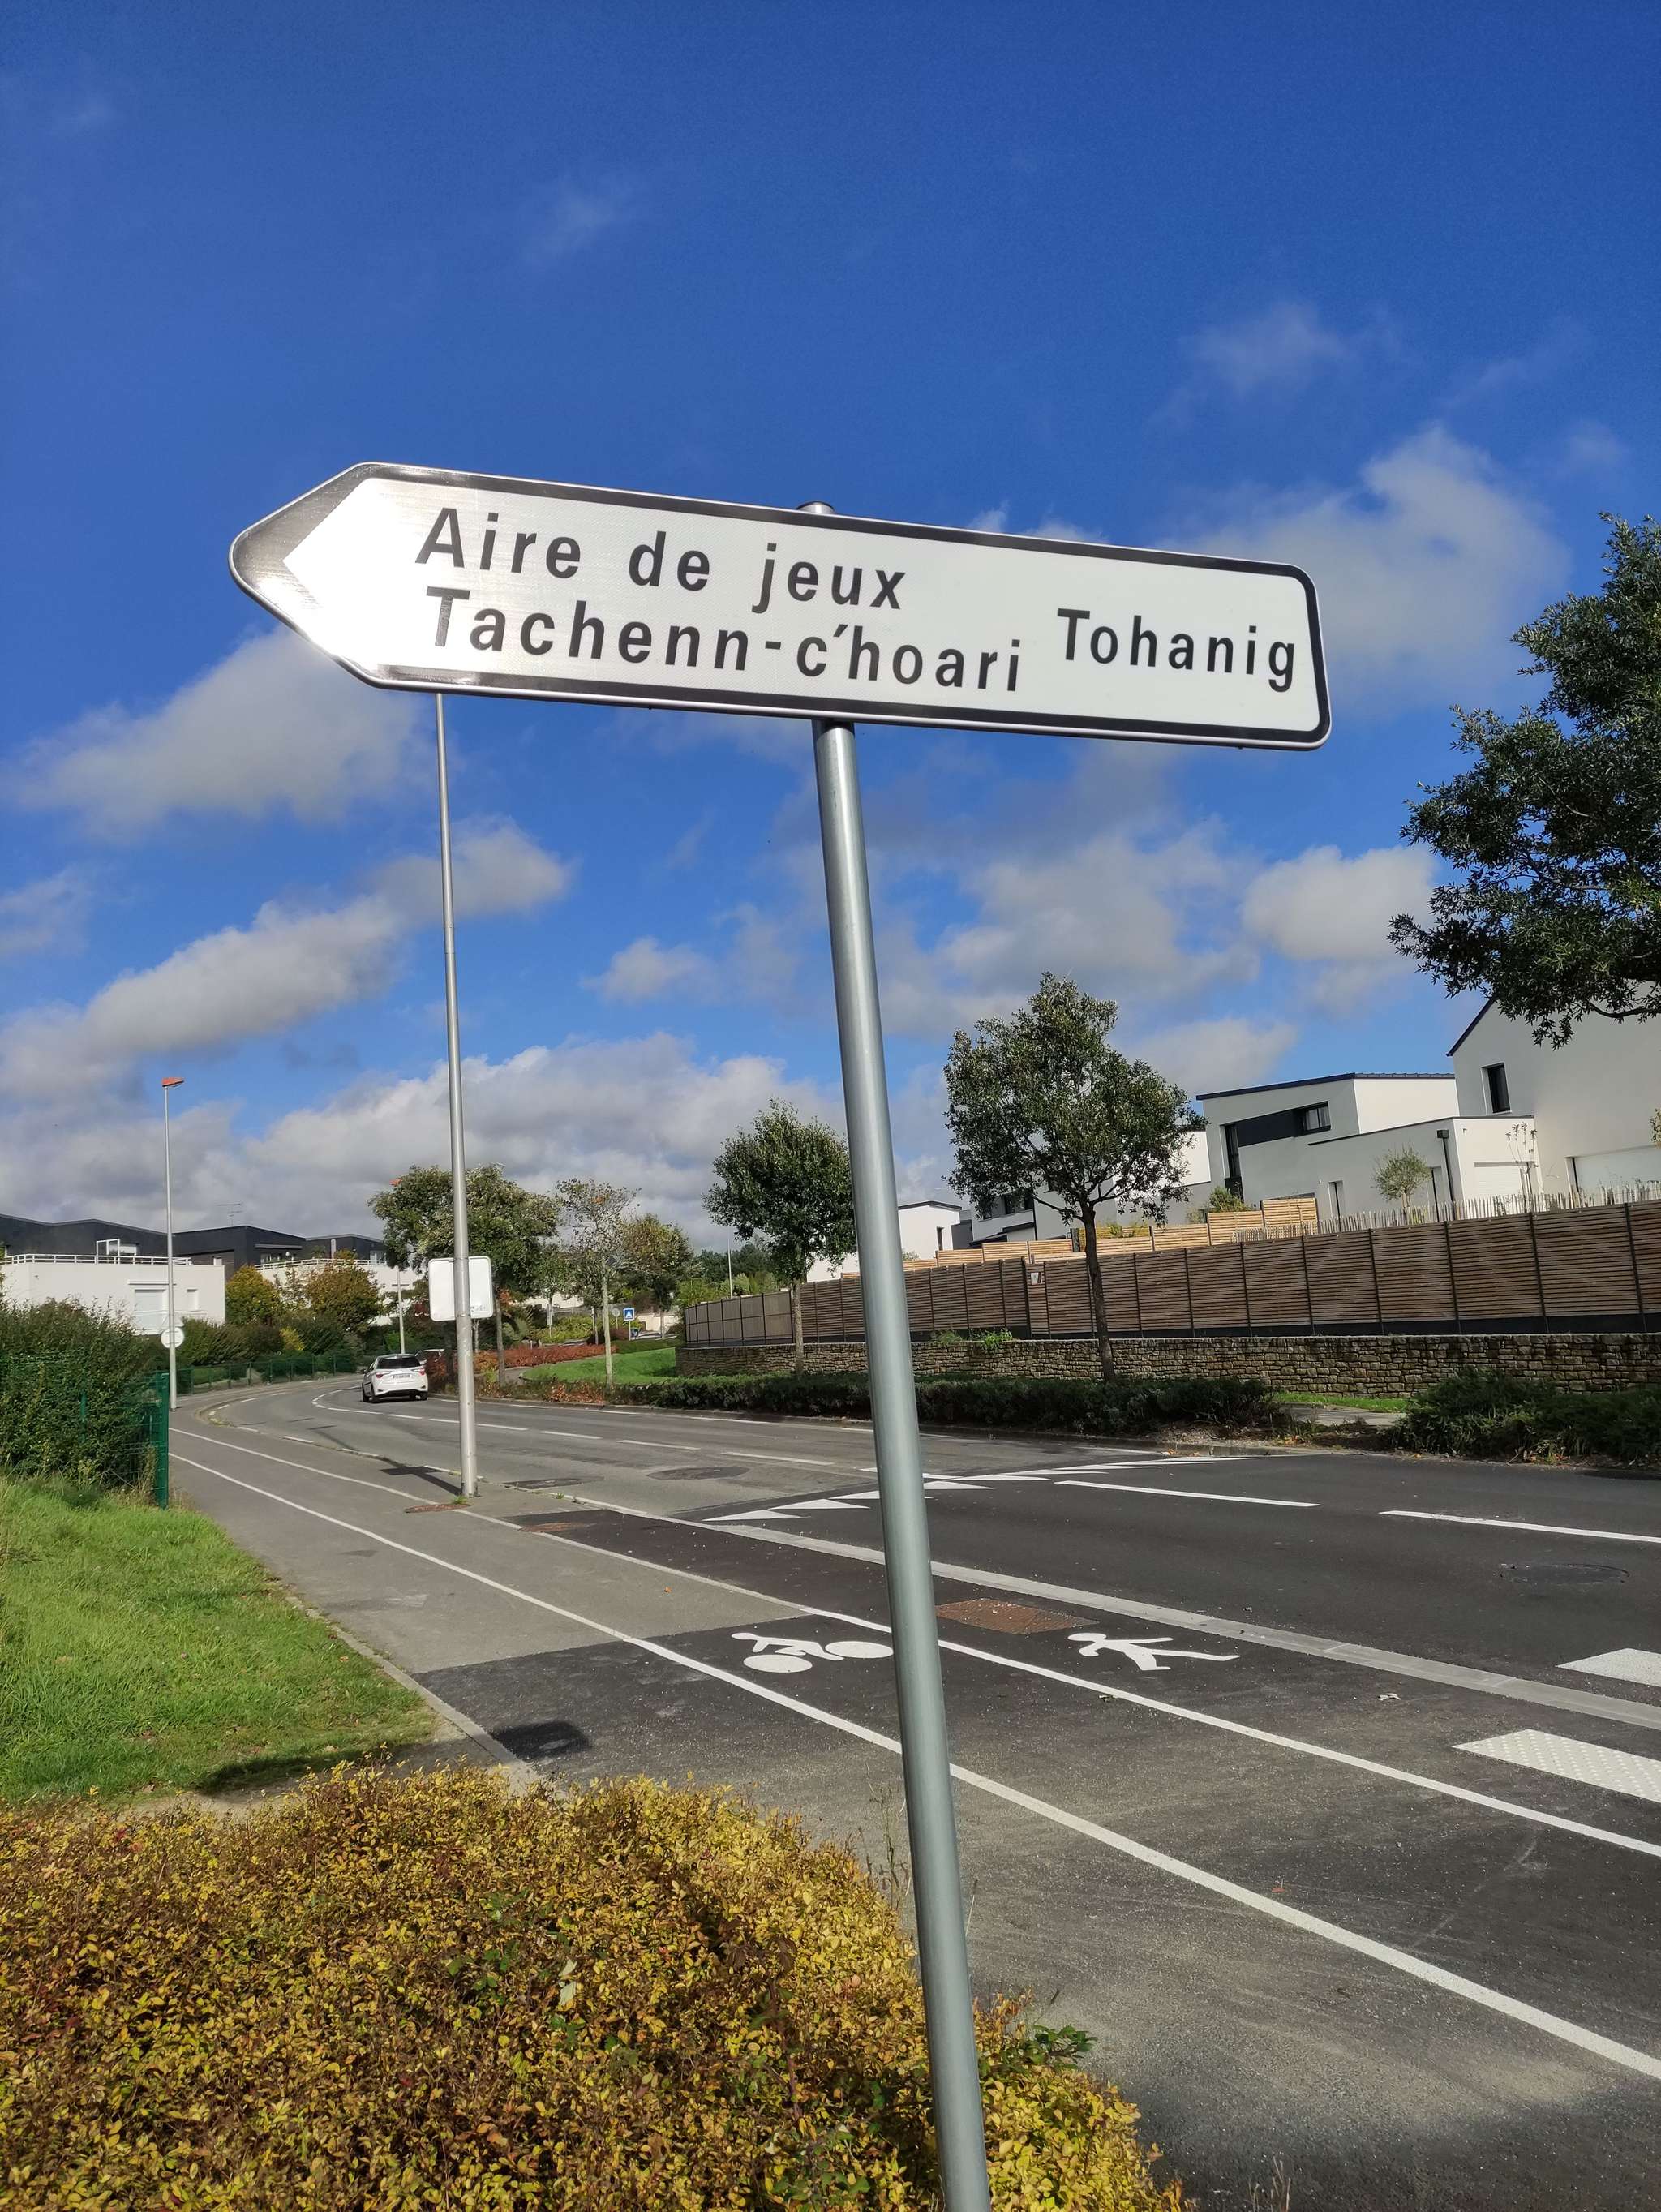 Aire de jeux
Tachenn-c'hoari
Tohanig